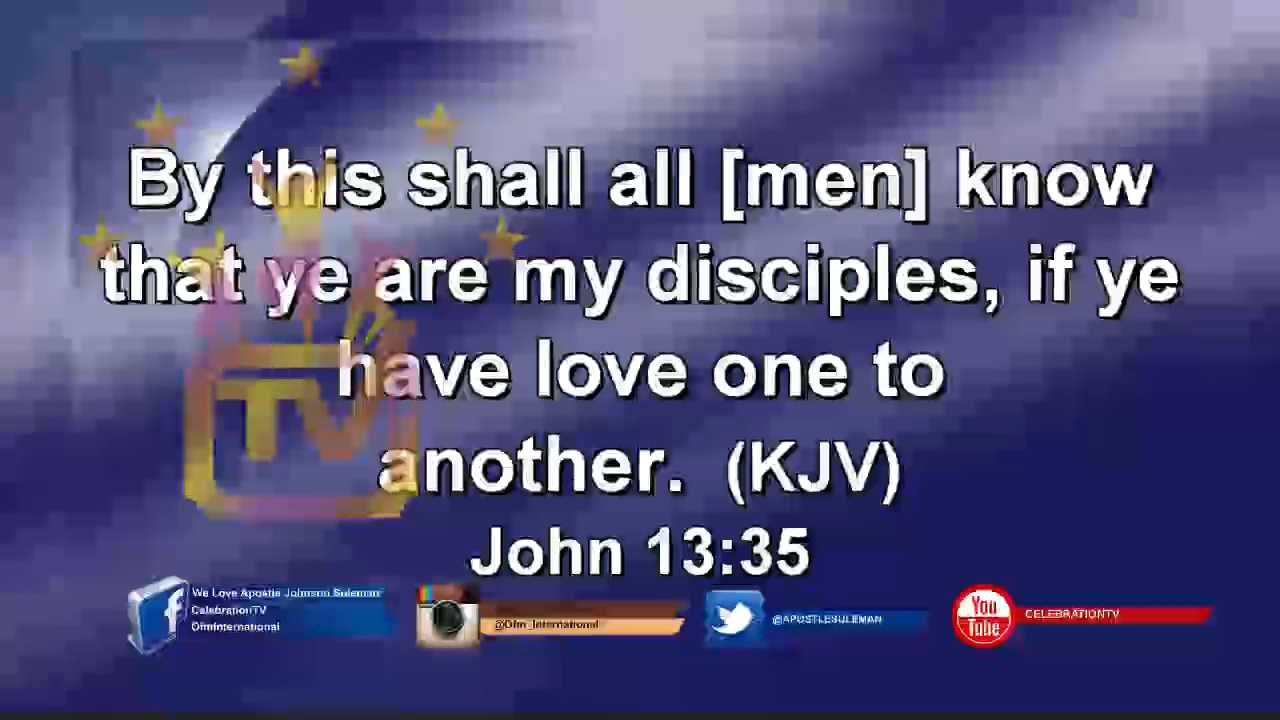 By this shall all [men] know
that ye are my disciples, if ye
have love one to
another. (KJV)
John 13:35
TV
We Love Apostle Johnson Suleman
CelebrationTV
Ofminternational
@Ofm_International
@APOSTLESULEMAN
You
Tube
CELEBRATIONTV